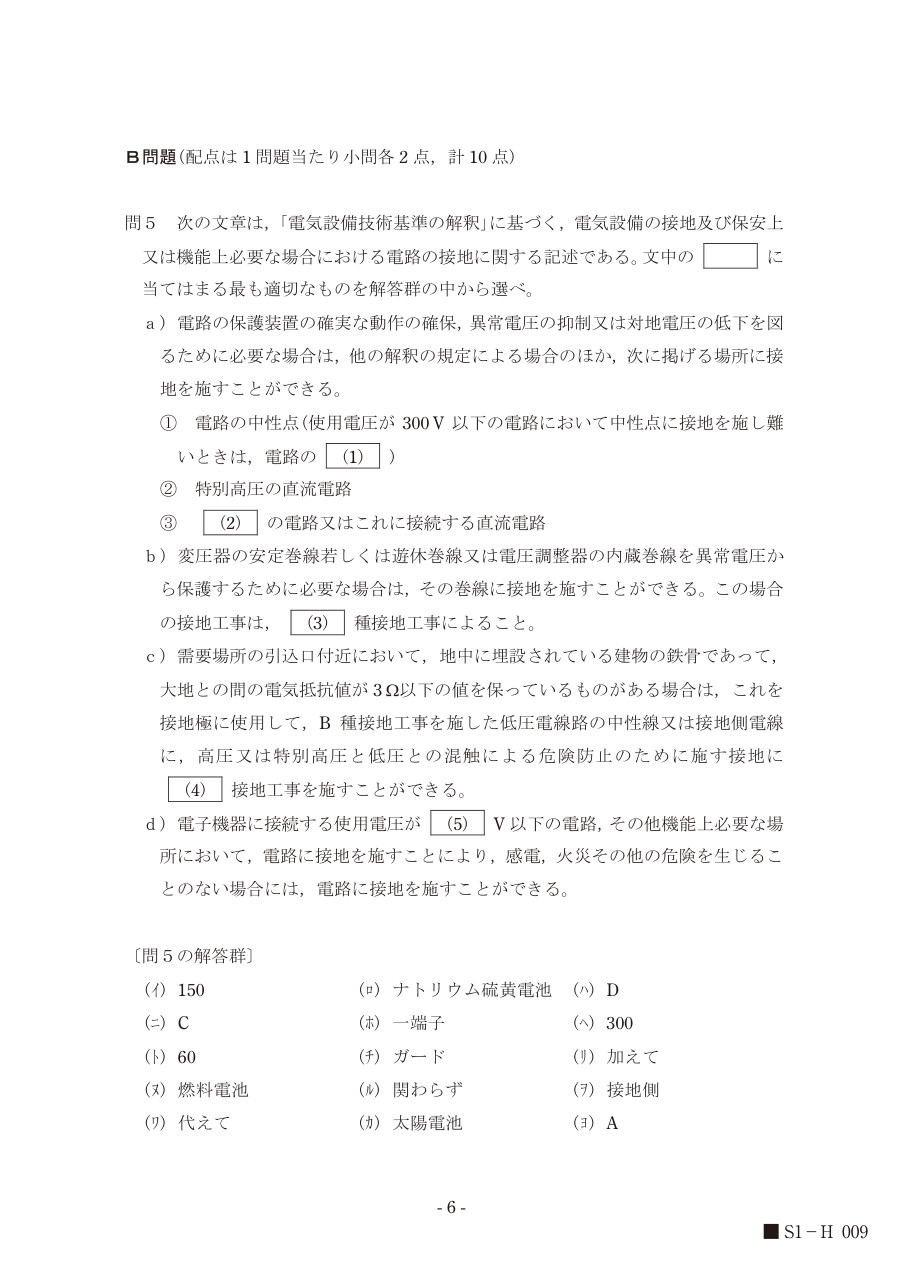 B問題(配点は1問題当たり小問各2点，計10点)
問5　次の文章は，「電気設備技術基準の解釈」に基づく，電気設備の接地及び保安上
又は機能上必要な場合における電路の接地に関する記述である。文中の　　　に
当てはまる最も適切なものを解答群の中から選べ。
a）電路の保護装置の確実な動作の確保，異常電圧の抑制又は対地電圧の低下を図
るために必要な場合は，他の解釈の規定による場合のほか，次に掲げる場所に接
地を施すことができる。
①　電路の中性点(使用電圧が 300 V 以下の電路において中性点に接地を施し難
いときは，電路の (1) ）
②　特別高圧の直流電路
③　(2) の電路又はこれに接続する直流電路
b）変圧器の安定巻線若しくは遊休巻線又は電圧調整器の内蔵巻線を異常電圧か
ら保護するために必要な場合は，その巻線に接地を施すことができる。この場合
の接地工事は， (3) 種接地工事によること。
c）需要場所の引込口付近において，地中に埋設されている建物の鉄骨であって，
大地との間の電気抵抗値が3Ω以下の値を保っているものがある場合は，これを
接地極に使用して，B 種接地工事を施した低圧電線路の中性線又は接地側電線
に，高圧又は特別高圧と低圧との混触による危険防止のために施す接地に
(4) 接地工事を施すことができる。
d）電子機器に接続する使用電圧が (5) V以下の電路，その他機能上必要な場
所において，電路に接地を施すことにより，感電，火災その他の危険を生じるこ
とのない場合には，電路に接地を施すことができる。
〔問5の解答群〕
(ｲ) 150　(ﾛ) ナトリウム硫黄電池　(ﾊ) D
(ﾆ) C　(ﾎ) 一端子　(ﾍ) 300
(ﾄ) 60　(ﾁ) ガード　(ﾘ) 加えて
(ﾇ) 燃料電池　(ﾙ) 関わらず　(ｦ) 接地側
(ﾜ) 代えて　(ｶ) 太陽電池　(ﾖ) A
- 6 -
■ S1－H 009